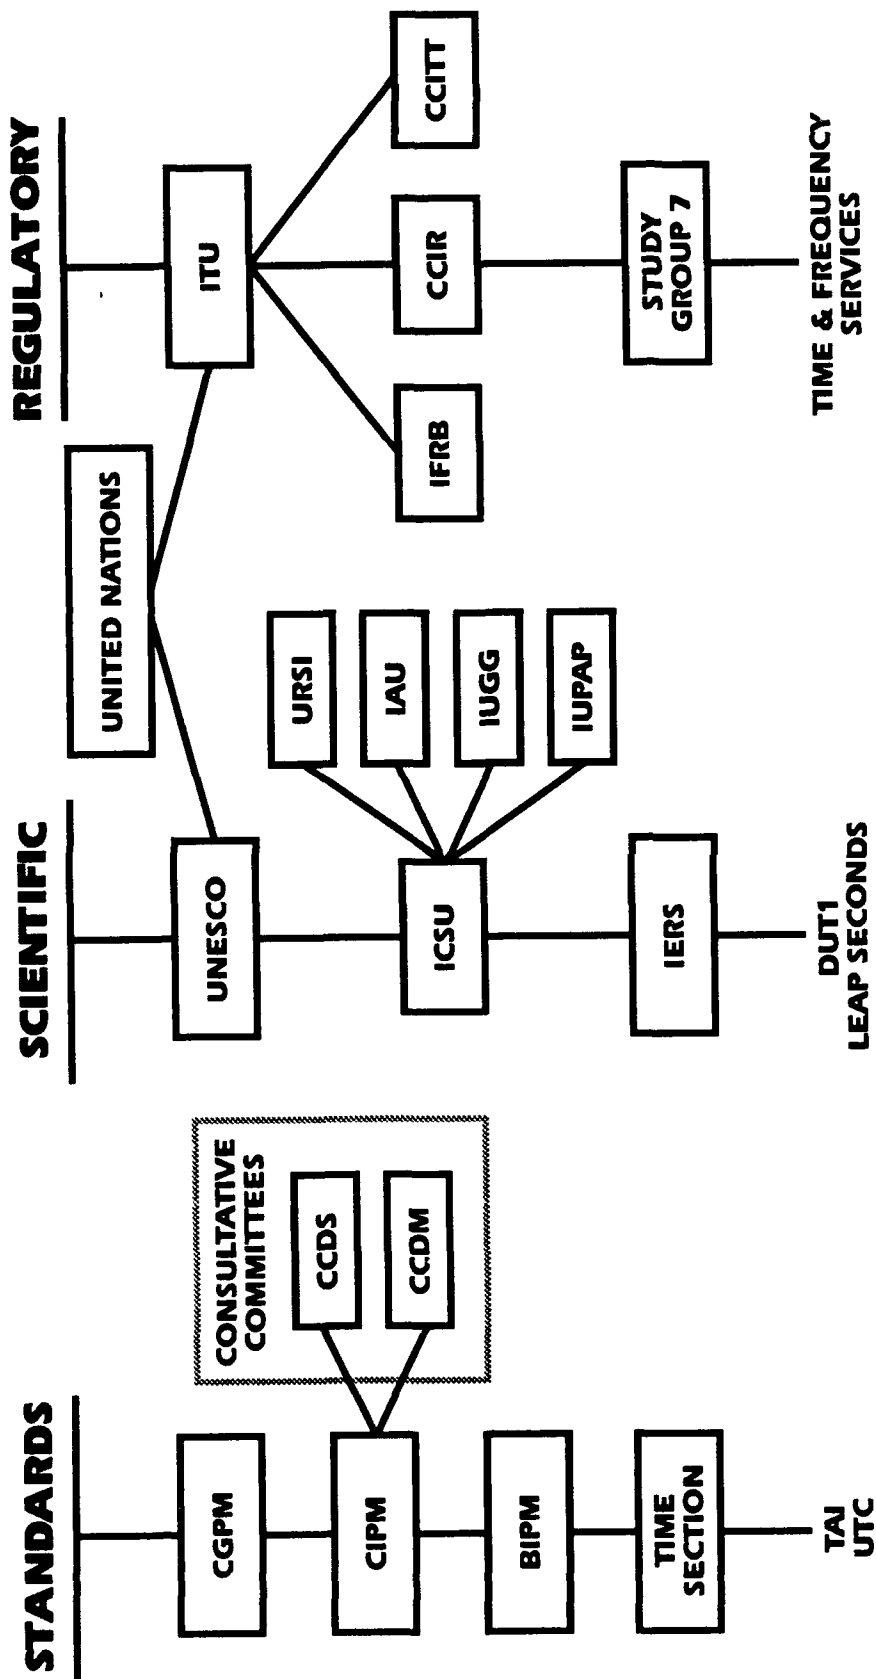 STANDARDS
CGPM
CIPM
BIPM
TIME
SECTION
TAI
UTC
CONSULTATIVE
COMMITTEES
CCDS
CCDM
SCIENTIFIC
UNESCO
ICSU
IERS
DUT1
LEAP SECONDS
URSI
IAU
IUGG
IUPAP
UNITED NATIONS
REGULATORY
ITU
IFRB
CCIR
CCITT
STUDY
GROUP 7
TIME & FREQUENCY
SERVICES